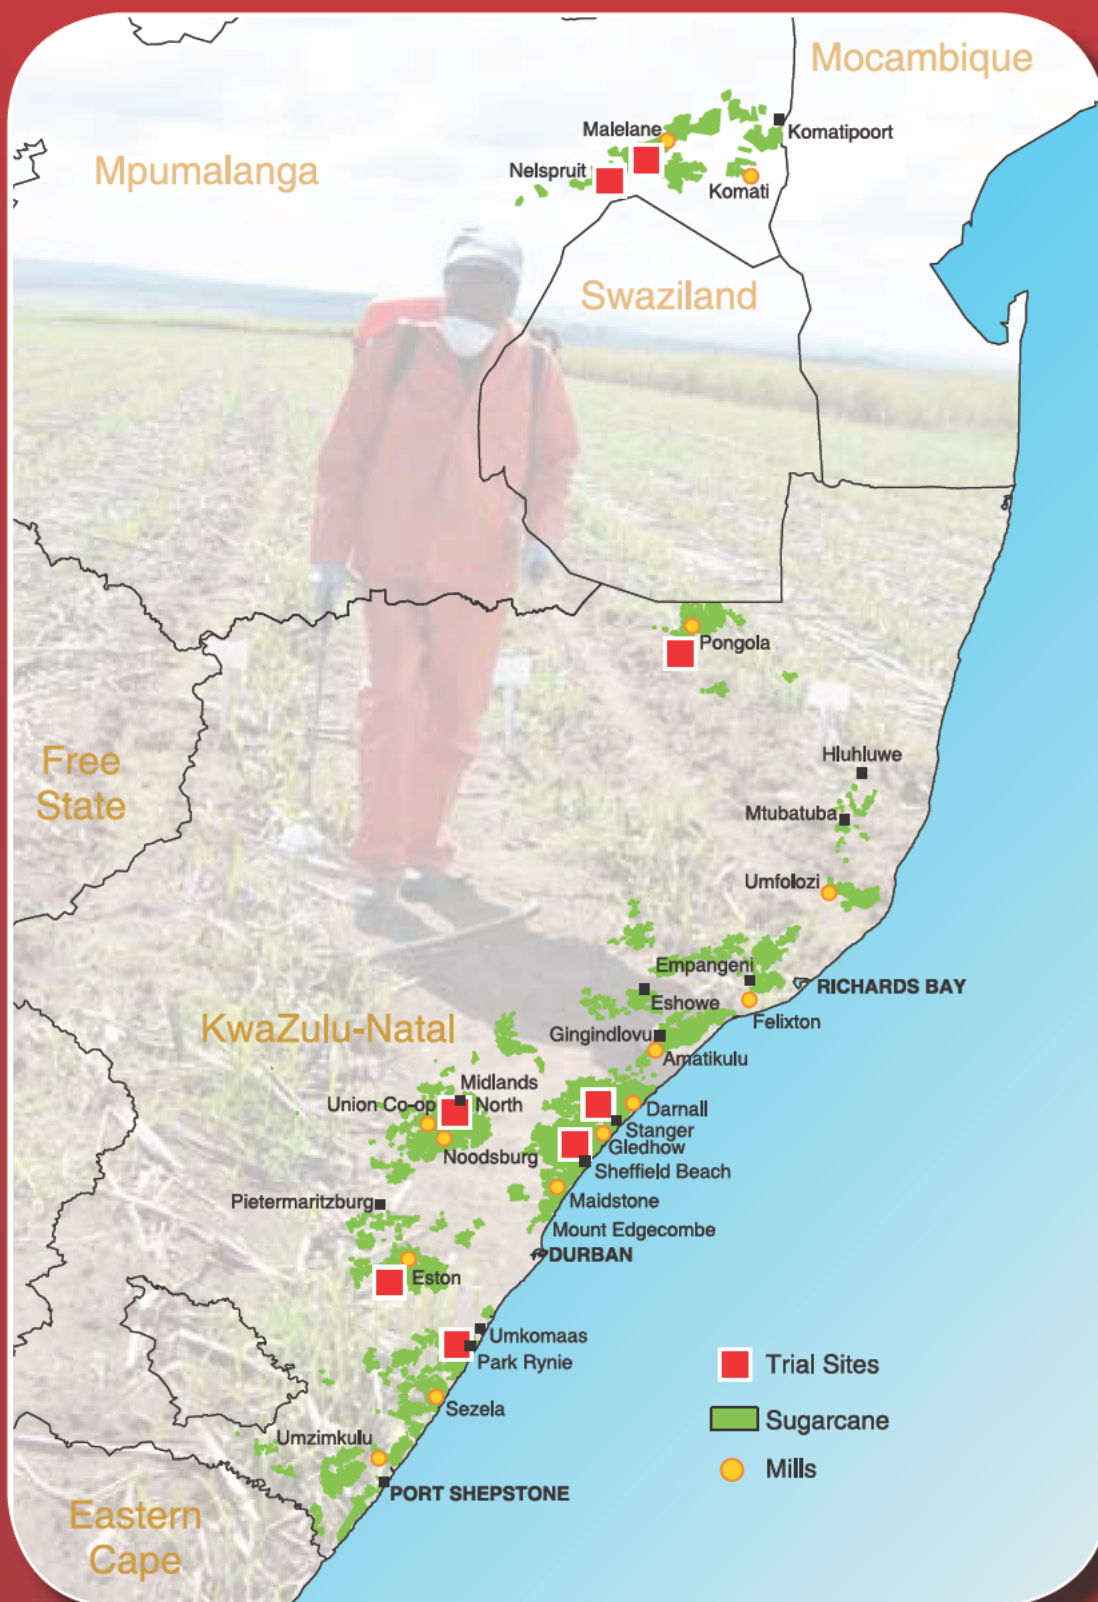 Mocambique
Malelane
Komatipoort
Mpumalanga
Nelspruit
Komati
Swaziland
Pongola
Free
State
Hluhluwe
Mtubatuba
Umfolozi
Empangeni
RICHARDS BAY
Eshowe
Felixton
KwaZulu-Natal
Gingindlovu
Amatikulu
Midlands
North
Union Co-op
Darnall
Stanger
Gledhow
Noodsburg
Sheffield Beach
Pietermaritzburg
Maidstone
Mount Edgecombe
DURBAN
Eston
Umkomaas
Park Rynie
Sezela
Umzimkulu
PORT SHEPSTONE
Eastern
Cape
Trial Sites
Sugarcane
Mills